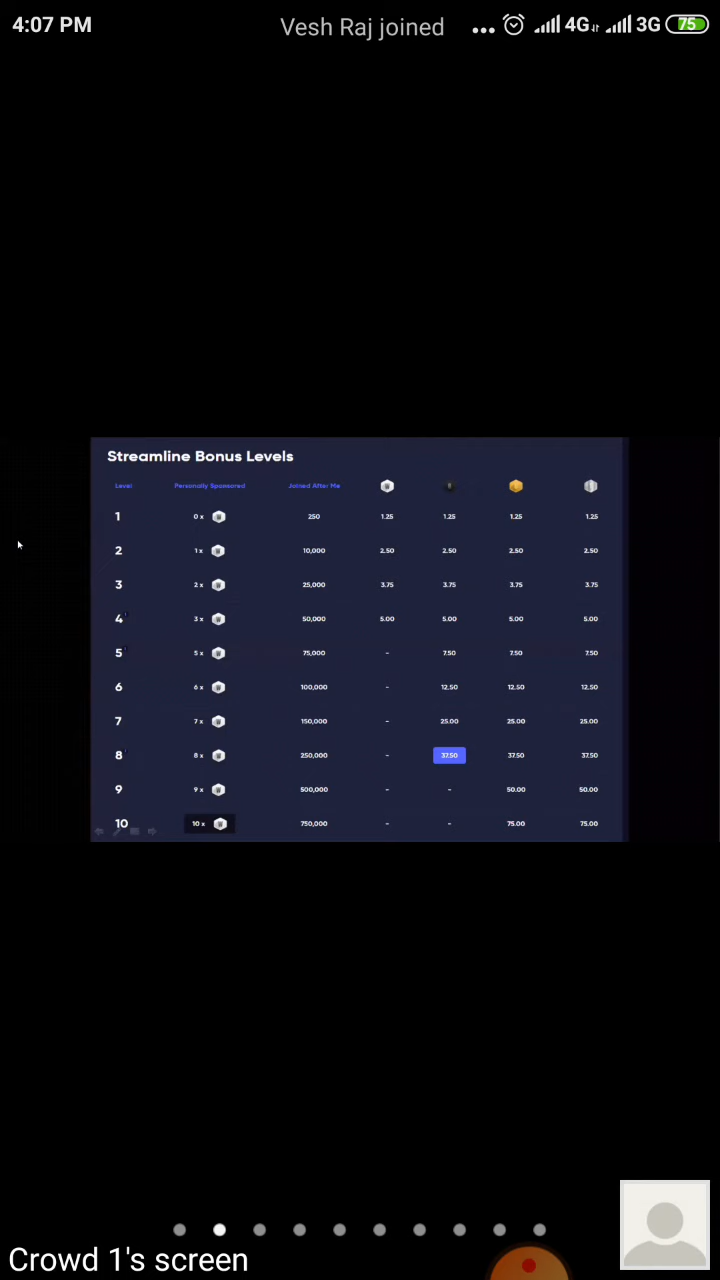 4:07 PM Vesh Raj joined ... 4G 3G 75
Streamline Bonus Levels
Level Personally Sponsored Joined After Me
1 0 x 250 1.25 1.25 1.25 1.25
2 1 x 10,000 2.50 2.50 2.50 2.50
3 2 x 25,000 3.75 3.75 3.75 3.75
4 3 x 50,000 5.00 5.00 5.00 5.00
5 5 x 75,000 - 7.50 7.50 7.50
6 6 x 100,000 - 12.50 12.50 12.50
7 7 x 150,000 - 25.00 25.00 25.00
8 8 x 250,000 - 37.50 37.50 37.50
9 9 x 500,000 - - 50.00 50.00
10 10 x 750,000 - - 75.00 75.00
Crowd 1's screen